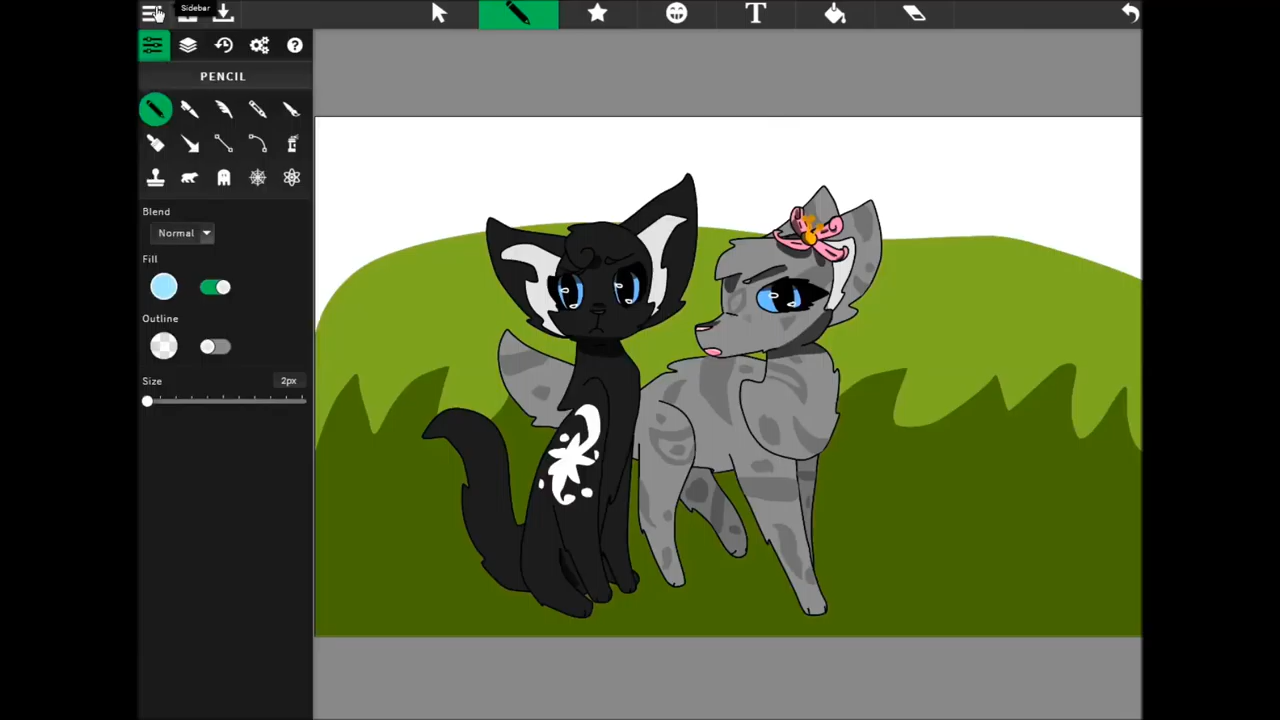 Sidebar
T
PENCIL
Blend
Normal
Fill
Outline
Size
2px